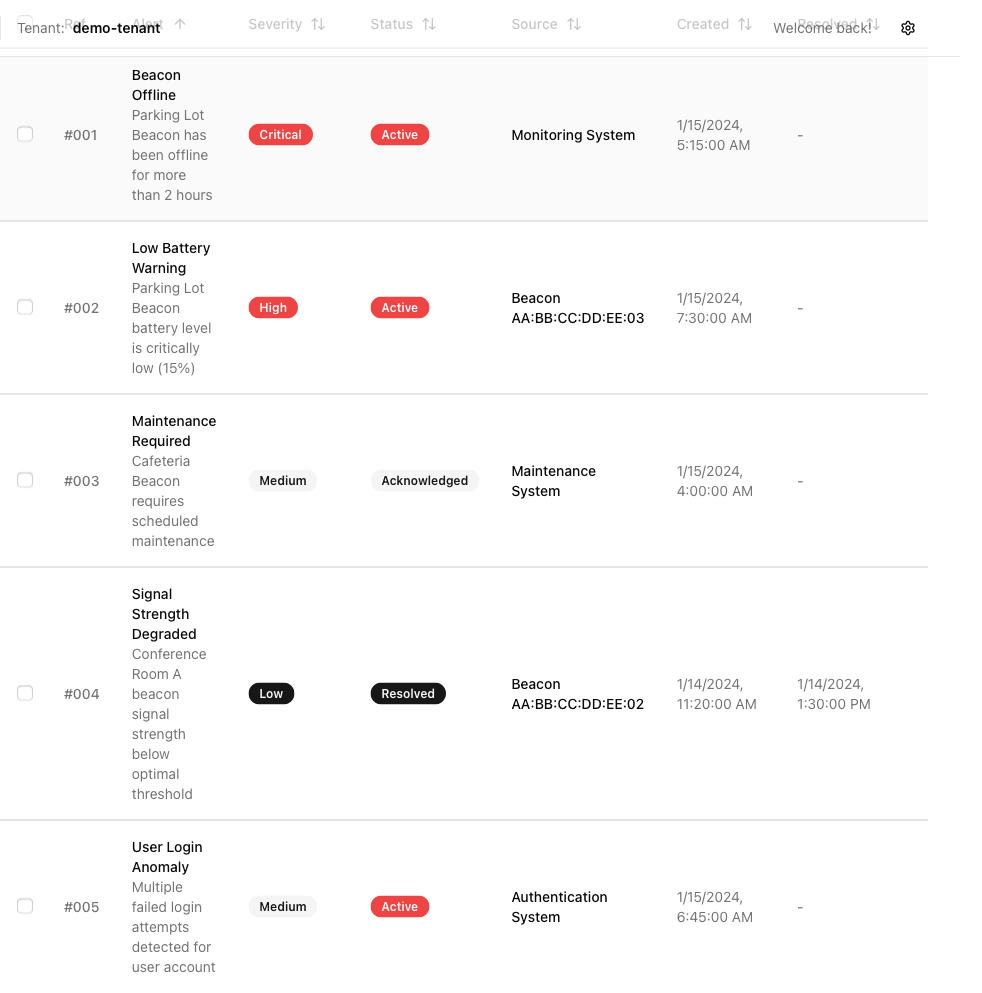 Ref Alert Severity Status Source Created Resolved
Tenant: demo-tenant Welcome back!
Beacon
Offline
Parking Lot
Beacon has
been offline
for more
than 2 hours
#001 Critical Active Monitoring System
1/15/2024,
5:15:00 AM
-
Low Battery
Warning
Parking Lot
Beacon
battery level
is critically
low (15%)
#002 High Active
Beacon
AA:BB:CC:DD:EE:03
1/15/2024,
7:30:00 AM
-
Maintenance
Required
Cafeteria
Beacon
requires
scheduled
maintenance
#003 Medium Acknowledged
Maintenance
System
1/15/2024,
4:00:00 AM
-
Signal
Strength
Degraded
Conference
Room A
beacon
signal
strength
below
optimal
threshold
#004 Low Resolved
Beacon
AA:BB:CC:DD:EE:02
1/14/2024,
11:20:00 AM
1/14/2024,
1:30:00 PM
User Login
Anomaly
Multiple
failed login
attempts
detected for
user account
#005 Medium Active
Authentication
System
1/15/2024,
6:45:00 AM
-